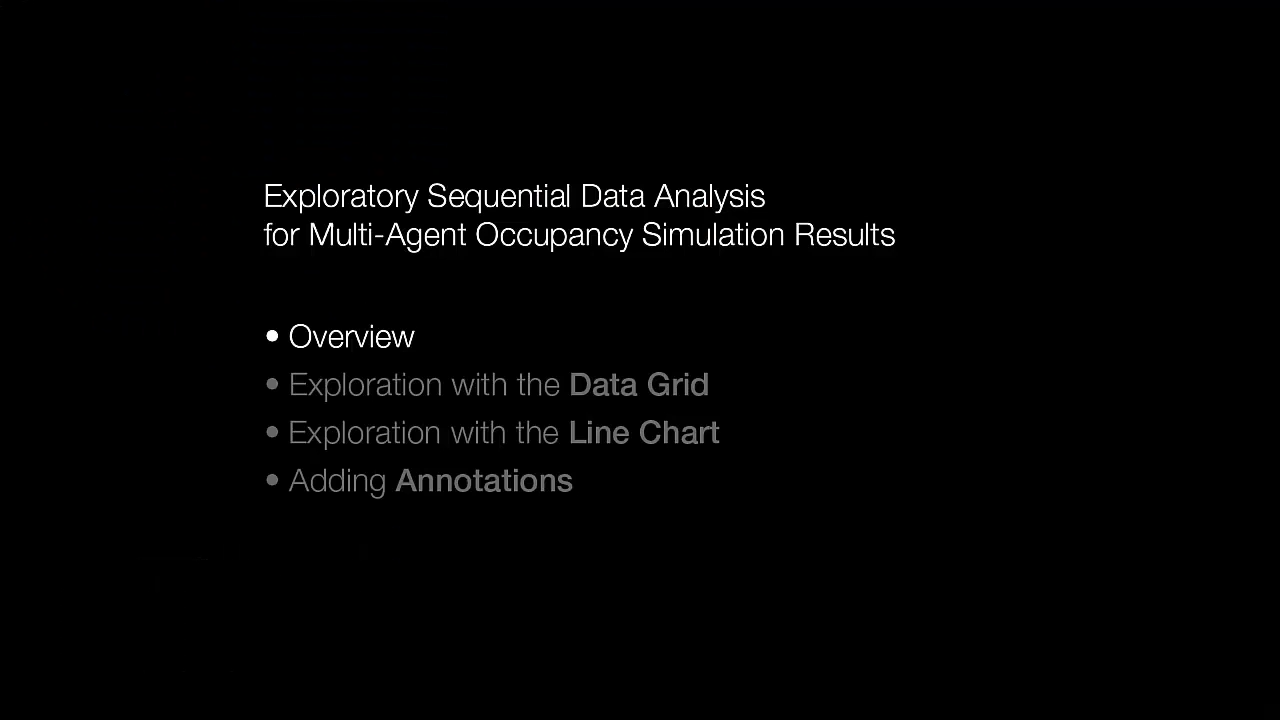 Exploratory Sequential Data Analysis
for Multi-Agent Occupancy Simulation Results
• Overview
• Exploration with the Data Grid
• Exploration with the Line Chart
• Adding Annotations